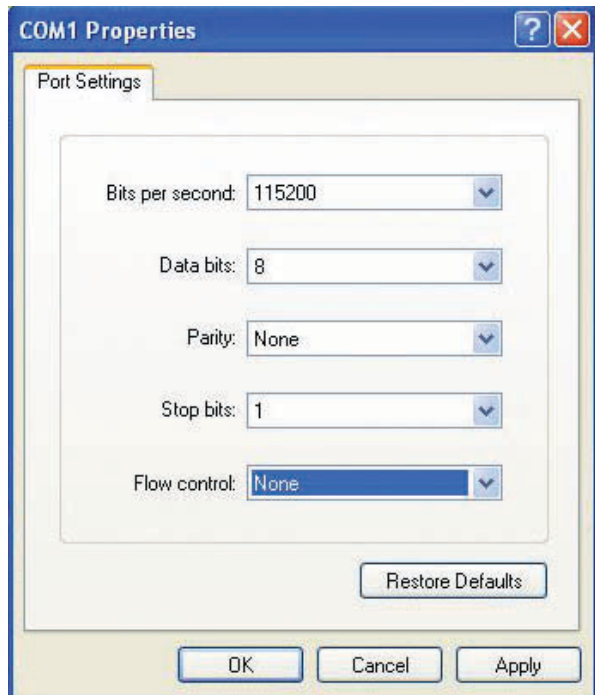 COM1 Properties
Port Settings
Bits per second: 115200
Data bits: 8
Parity: None
Stop bits: 1
Flow control: None
Restore Defaults
OK Cancel Apply